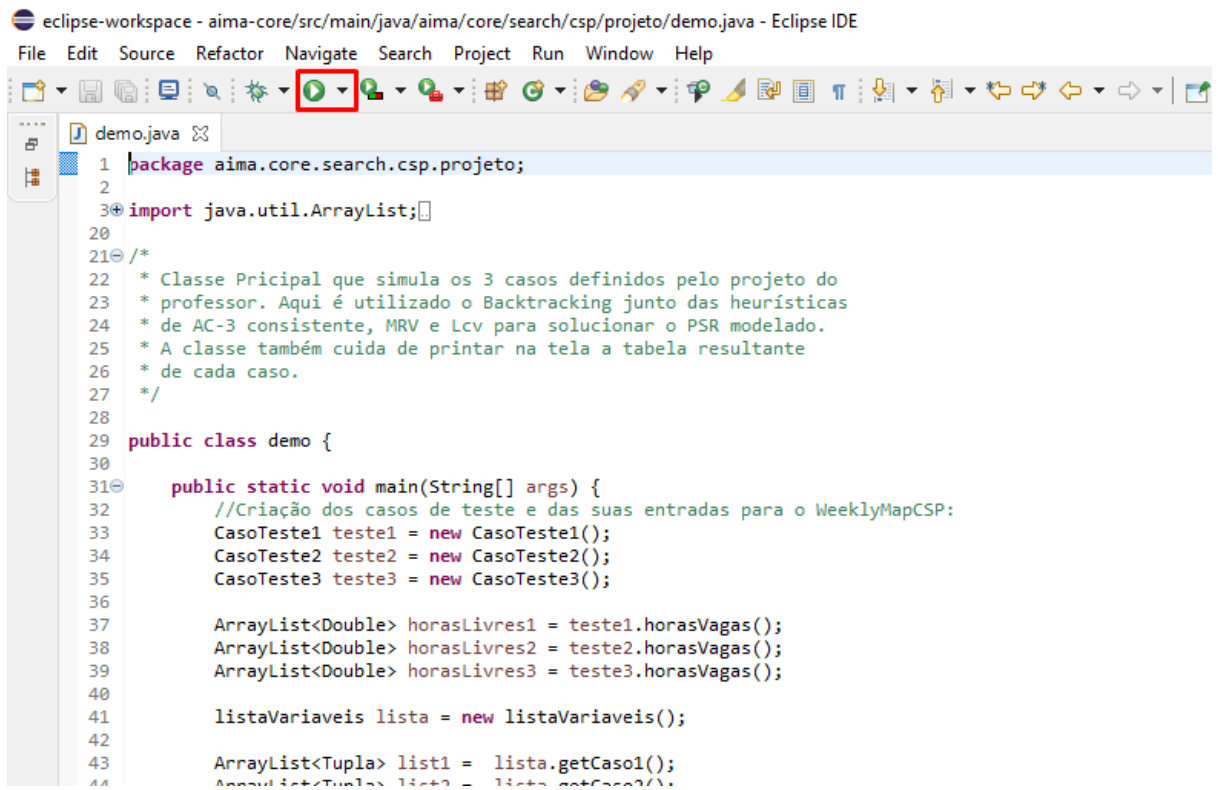 eclipse-workspace - aima-core/src/main/java/aima/core/search/csp/projeto/demo.java - Eclipse IDE
File Edit Source Refactor Navigate Search Project Run Window Help
demo.java
1 package aima.core.search.csp.projeto;
2
3 import java.util.ArrayList;
20
21 /*
22 * Classe Pricipal que simula os 3 casos definidos pelo projeto do
23 * professor. Aqui é utilizado o Backtracking junto das heurísticas
24 * de AC-3 consistente, MRV e Lcv para solucionar o PSR modelado.
25 * A classe também cuida de printar na tela a tabela resultante
26 * de cada caso.
27 */
28
29 public class demo {
30
31 public static void main(String[] args) {
32 //Criação dos casos de teste e das suas entradas para o WeeklyMapCSP:
33 CasoTeste1 teste1 = new CasoTeste1();
34 CasoTeste2 teste2 = new CasoTeste2();
35 CasoTeste3 teste3 = new CasoTeste3();
36
37 ArrayList<Double> horasLivres1 = teste1.horasVagas();
38 ArrayList<Double> horasLivres2 = teste2.horasVagas();
39 ArrayList<Double> horasLivres3 = teste3.horasVagas();
40
41 listaVariaveis lista = new listaVariaveis();
42
43 ArrayList<Tupla> list1 = lista.getCaso1();
44 ArrayList<Tupla> list2 = lista.getCaso2();